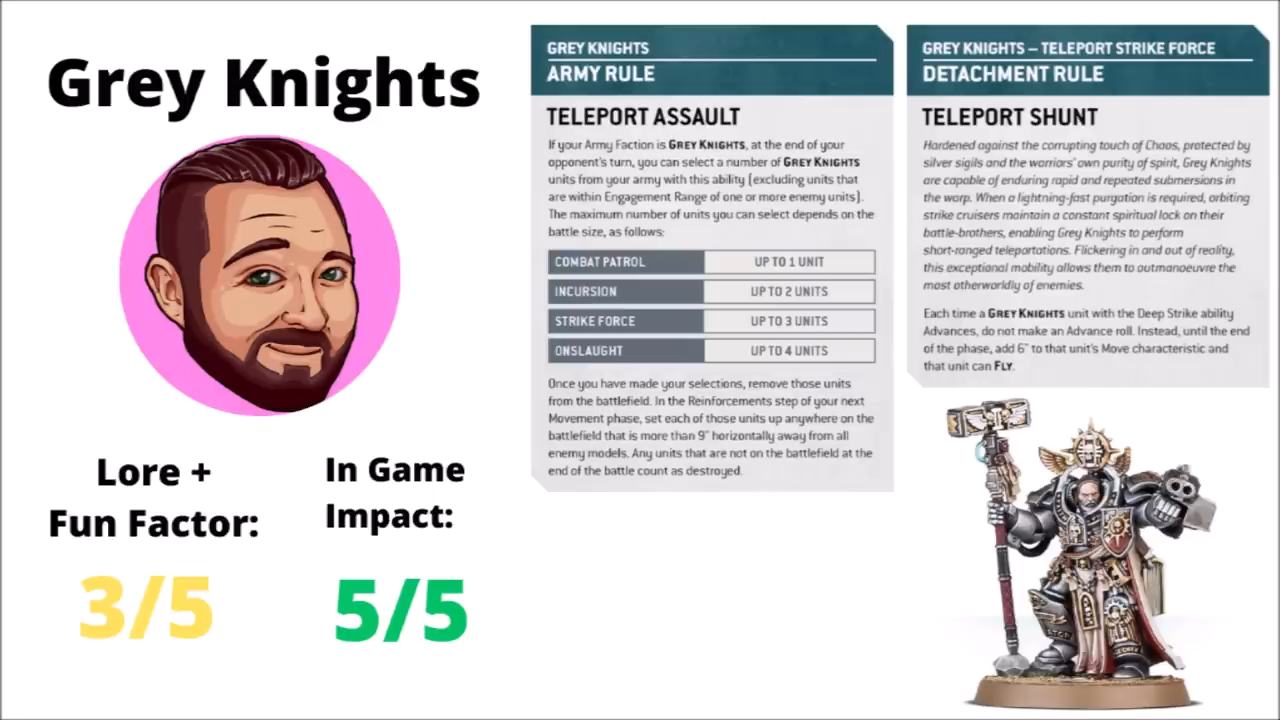 Grey Knights
Lore +
Fun Factor:
3/5
In Game
Impact:
5/5
GREY KNIGHTS
ARMY RULE
TELEPORT ASSAULT
If your Army Faction is GREY KNIGHTS, at the end of your
opponent's turn, you can select a number of GREY KNIGHTS
units from your army with this ability (excluding units that
are within Engagement Range of one or more enemy units).
The maximum number of units you can select depends on the
battle size, as follows:
COMBAT PATROL UP TO 1 UNIT
INCURSION UP TO 2 UNITS
STRIKE FORCE UP TO 3 UNITS
ONSLAUGHT UP TO 4 UNITS
Once you have made your selections, remove those units
from the battlefield. In the Reinforcements step of your next
Movement phase, set each of those units up anywhere on the
battlefield that is more than 9" horizontally away from all
enemy models. Any units that are not on the battlefield at the
end of the battle count as destroyed.
GREY KNIGHTS – TELEPORT STRIKE FORCE
DETACHMENT RULE
TELEPORT SHUNT
Hardened against the corrupting touch of Chaos, protected by
silver sigils and the warriors' own purity of spirit, Grey Knights
are capable of enduring rapid and repeated submersions in
the warp. When a lightning-fast purgation is required, orbiting
strike cruisers maintain a constant spiritual lock on their
battle-brothers, enabling Grey Knights to perform
short-ranged teleportations. Flickering in and out of reality,
this exceptional mobility allows them to outmanoeuvre the
most otherworldly of enemies.
Each time a GREY KNIGHTS unit with the Deep Strike ability
Advances, do not make an Advance roll. Instead, until the end
of the phase, add 6" to that unit's Move characteristic and
that unit can FLY.